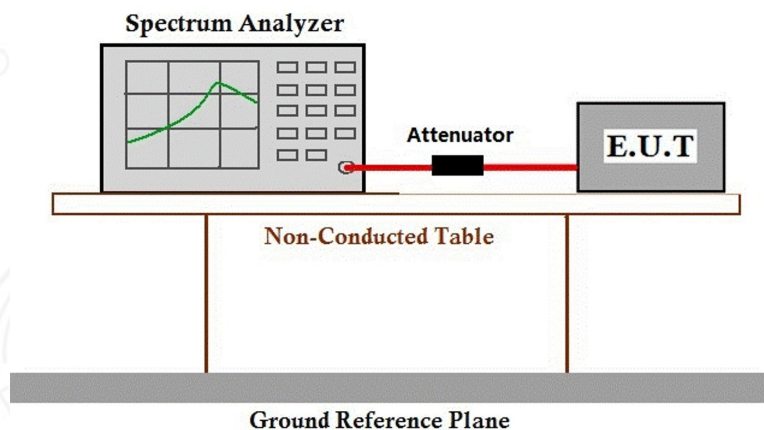 Spectrum Analyzer
Attenuator
E.U.T
Non-Conducted Table
Ground Reference Plane